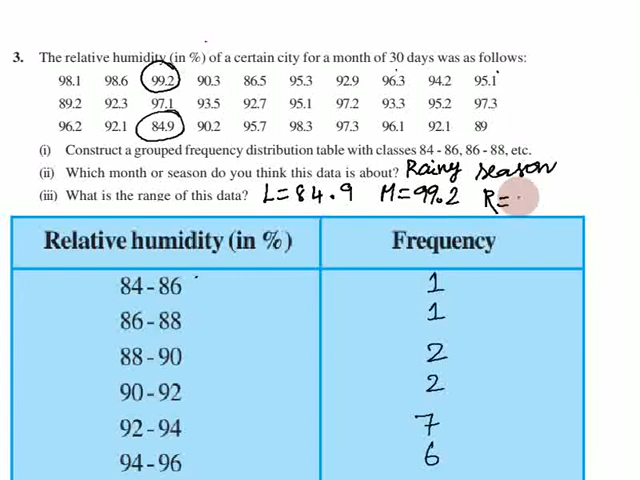 3. The relative humidity (in %) of a certain city for a month of 30 days was as follows:
98.1 98.6 99.2 90.3 86.5 95.3 92.9 96.3 94.2 95.1
89.2 92.3 97.1 93.5 92.7 95.1 97.2 93.3 95.2 97.3
96.2 92.1 84.9 90.2 95.7 98.3 97.3 96.1 92.1 89
(i) Construct a grouped frequency distribution table with classes 84 - 86, 86 - 88, etc.
(ii) Which month or season do you think this data is about? Rainy season
(iii) What is the range of this data? L=84.9 M=99.2 R=
Relative humidity (in %) Frequency
84 - 86 1
86 - 88 1
88 - 90 2
90 - 92 2
92 - 94 7
94 - 96 6